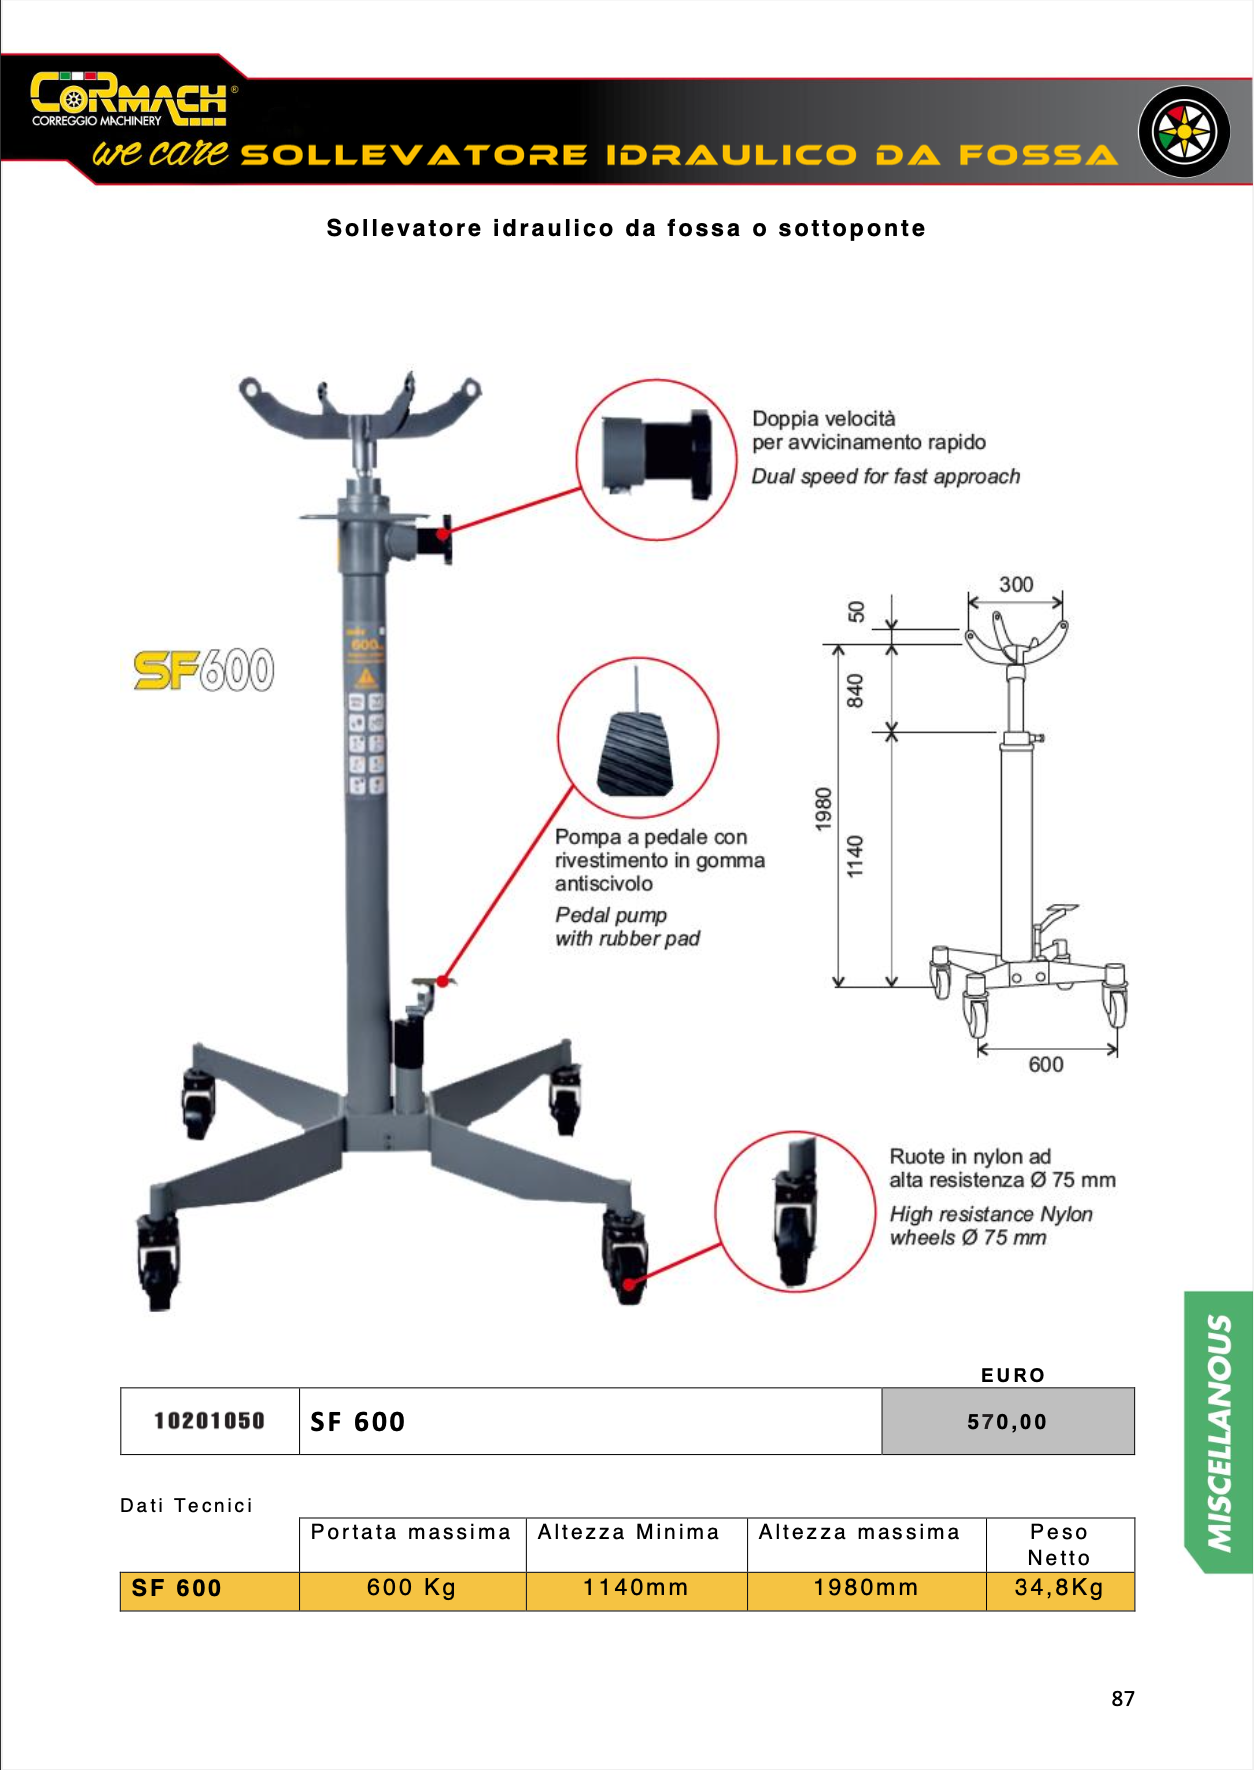 CORMACH®
CORREGGIO MACHINERY
we care SOLLEVATORE IDRAULICO DA FOSSA
Sollevatore idraulico da fossa o sottoponte
Doppia velocità
per avvicinamento rapido
Dual speed for fast approach
SF600
600
Pompa a pedale con
rivestimento in gomma
antiscivolo
Pedal pump
with rubber pad
300
50
840
1980
1140
600
Ruote in nylon ad
alta resistenza Ø 75 mm
High resistance Nylon
wheels Ø 75 mm
MISCELLANOUS
EURO
10201050 SF 600 570,00
Dati Tecnici
Portata massima Altezza Minima Altezza massima Peso
Netto
SF 600 600 Kg 1140mm 1980mm 34,8Kg
87